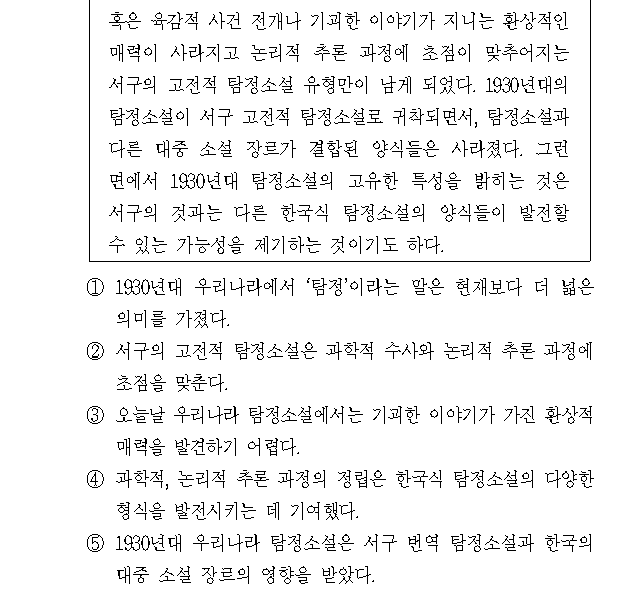 혹은 육감적 사건 전개나 기괴한 이야기가 지니는 환상적인
매력이 사라지고 논리적 추론 과정에 초점이 맞추어지는
서구의 고전적 탐정소설 유형만이 남게 되었다. 1930년대의
탐정소설이 서구 고전적 탐정소설로 귀착되면서, 탐정소설과
다른 대중 소설 장르가 결합된 양식들은 사라졌다. 그런
면에서 1930년대 탐정소설의 고유한 특성을 밝히는 것은
서구의 것과는 다른 한국식 탐정소설의 양식들이 발전할
수 있는 가능성을 제기하는 것이기도 하다.
① 1930년대 우리나라에서 ‘탐정’이라는 말은 현재보다 더 넓은
의미를 가졌다.
② 서구의 고전적 탐정소설은 과학적 수사와 논리적 추론 과정에
초점을 맞춘다.
③ 오늘날 우리나라 탐정소설에서는 기괴한 이야기가 가진 환상적
매력을 발견하기 어렵다.
④ 과학적, 논리적 추론 과정의 정립은 한국식 탐정소설의 다양한
형식을 발전시키는 데 기여했다.
⑤ 1930년대 우리나라 탐정소설은 서구 번역 탐정소설과 한국의
대중 소설 장르의 영향을 받았다.